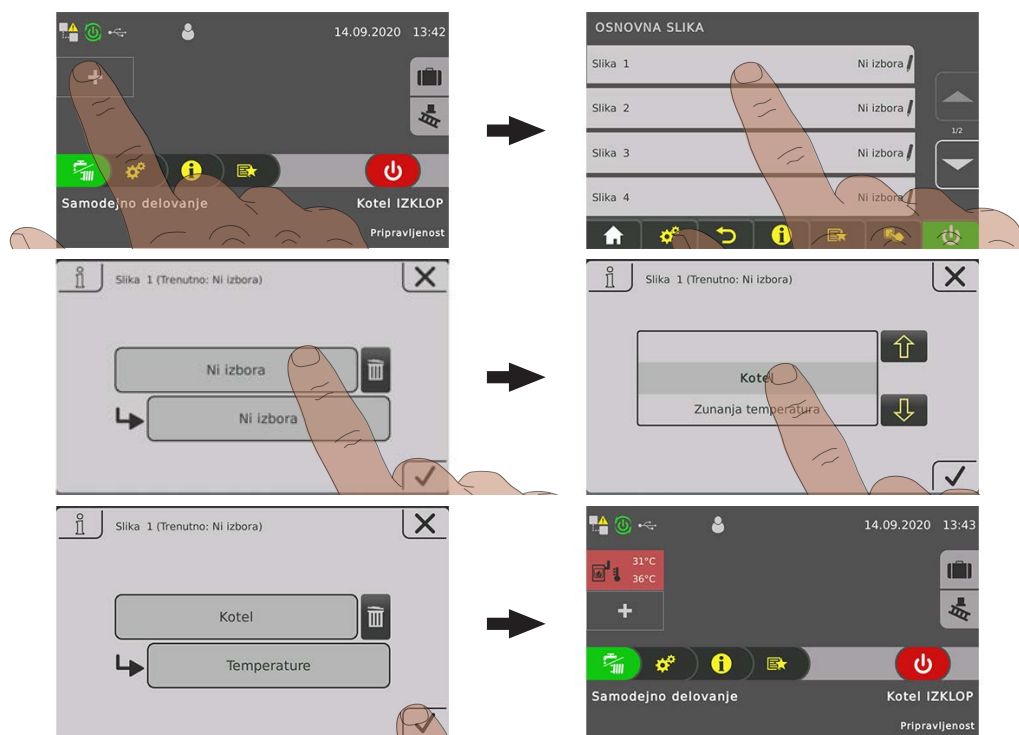 14.09.2020 13:42
Samodejno delovanje Kotel IZKLOP
Pripravljenost
OSNOVNA SLIKA
Slika 1 Ni izbora
Slika 2 Ni izbora
1/2
Slika 3 Ni izbora
Slika 4 Ni izbora
Slika 1 (Trenutno: Ni izbora)
Ni izbora
Ni izbora
Slika 1 (Trenutno: Ni izbora)
Kotel
Zunanja temperatura
Slika 1 (Trenutno: Ni izbora)
Kotel
Temperature
14.09.2020 13:43
31°C
36°C
Samodejno delovanje Kotel IZKLOP
Pripravljenost